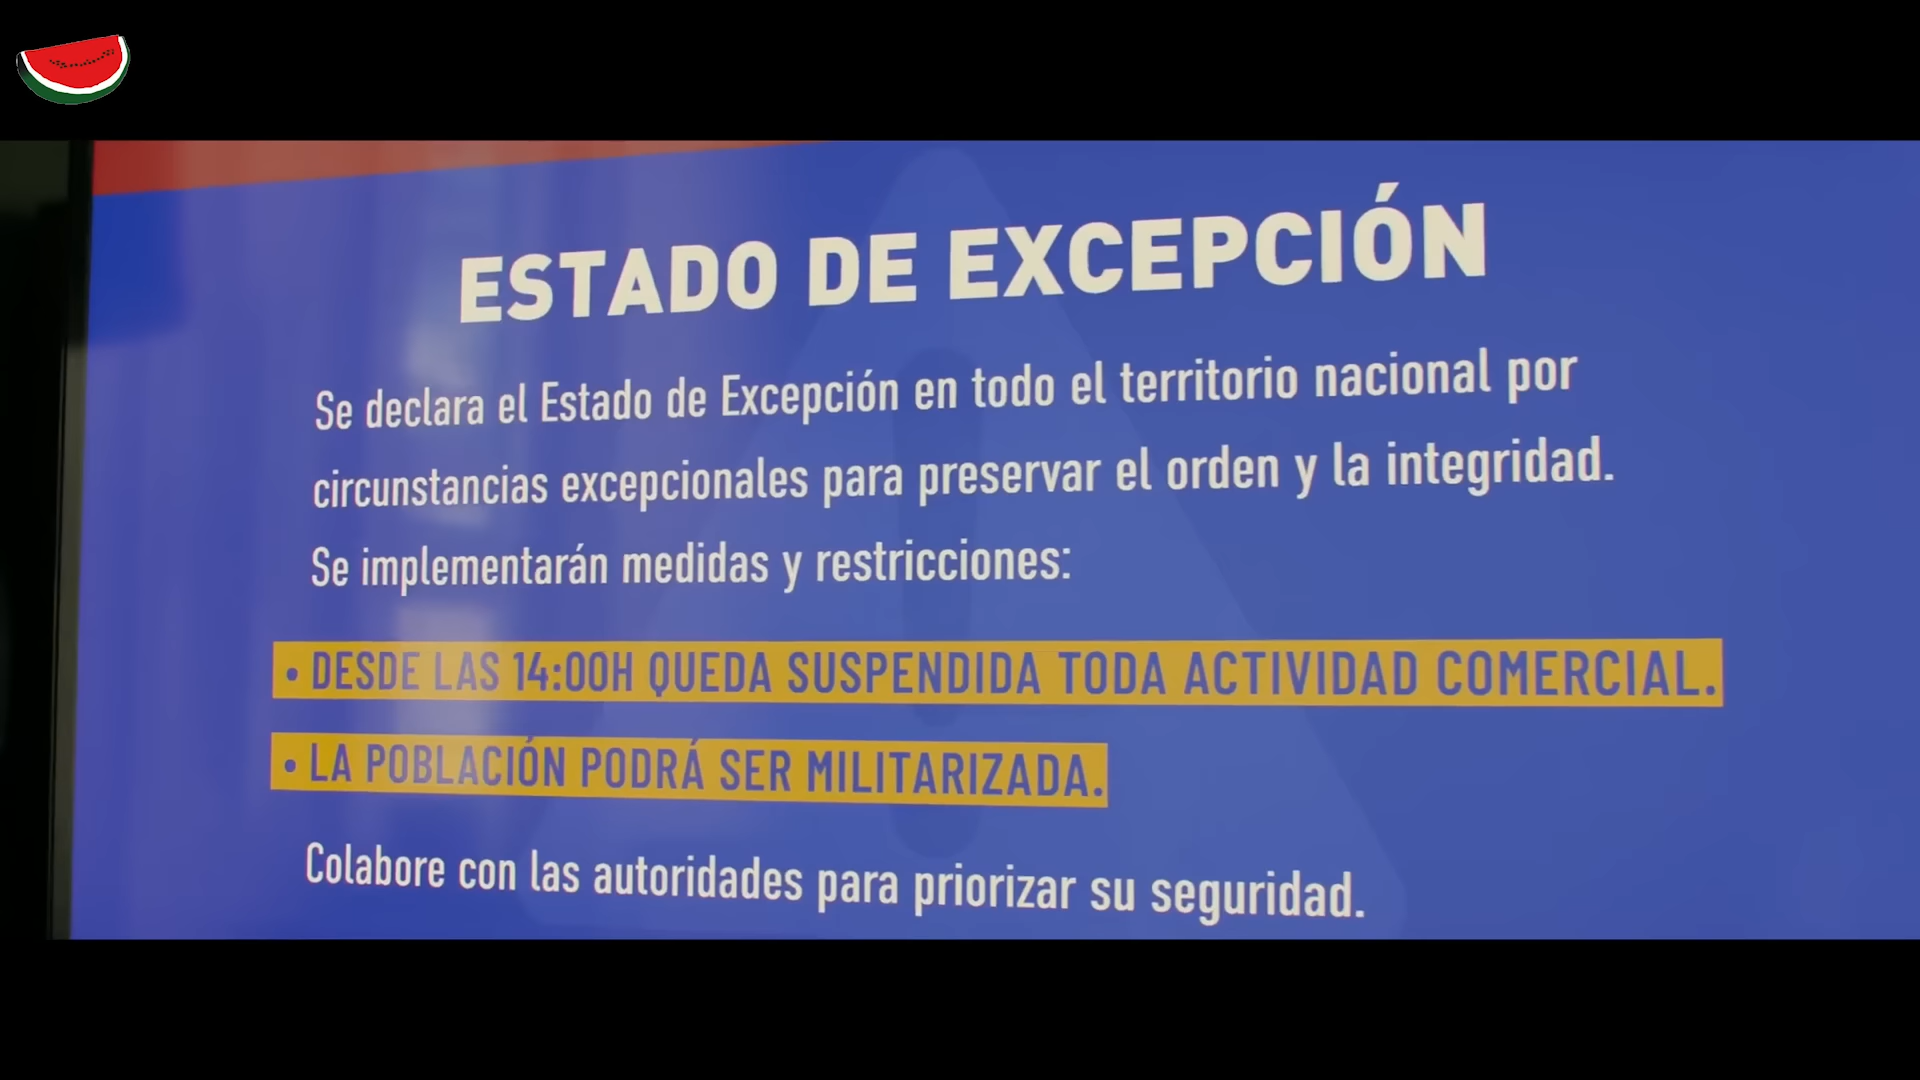 ESTADO DE EXCEPCIÓN
Se declara el Estado de Excepción en todo el territorio nacional por
circunstancias excepcionales para preservar el orden y la integridad.
Se implementarán medidas y restricciones:
• DESDE LAS 14:00H QUEDA SUSPENDIDA TODA ACTIVIDAD COMERCIAL.
• LA POBLACIÓN PODRÁ SER MILITARIZADA.
Colabore con las autoridades para priorizar su seguridad.